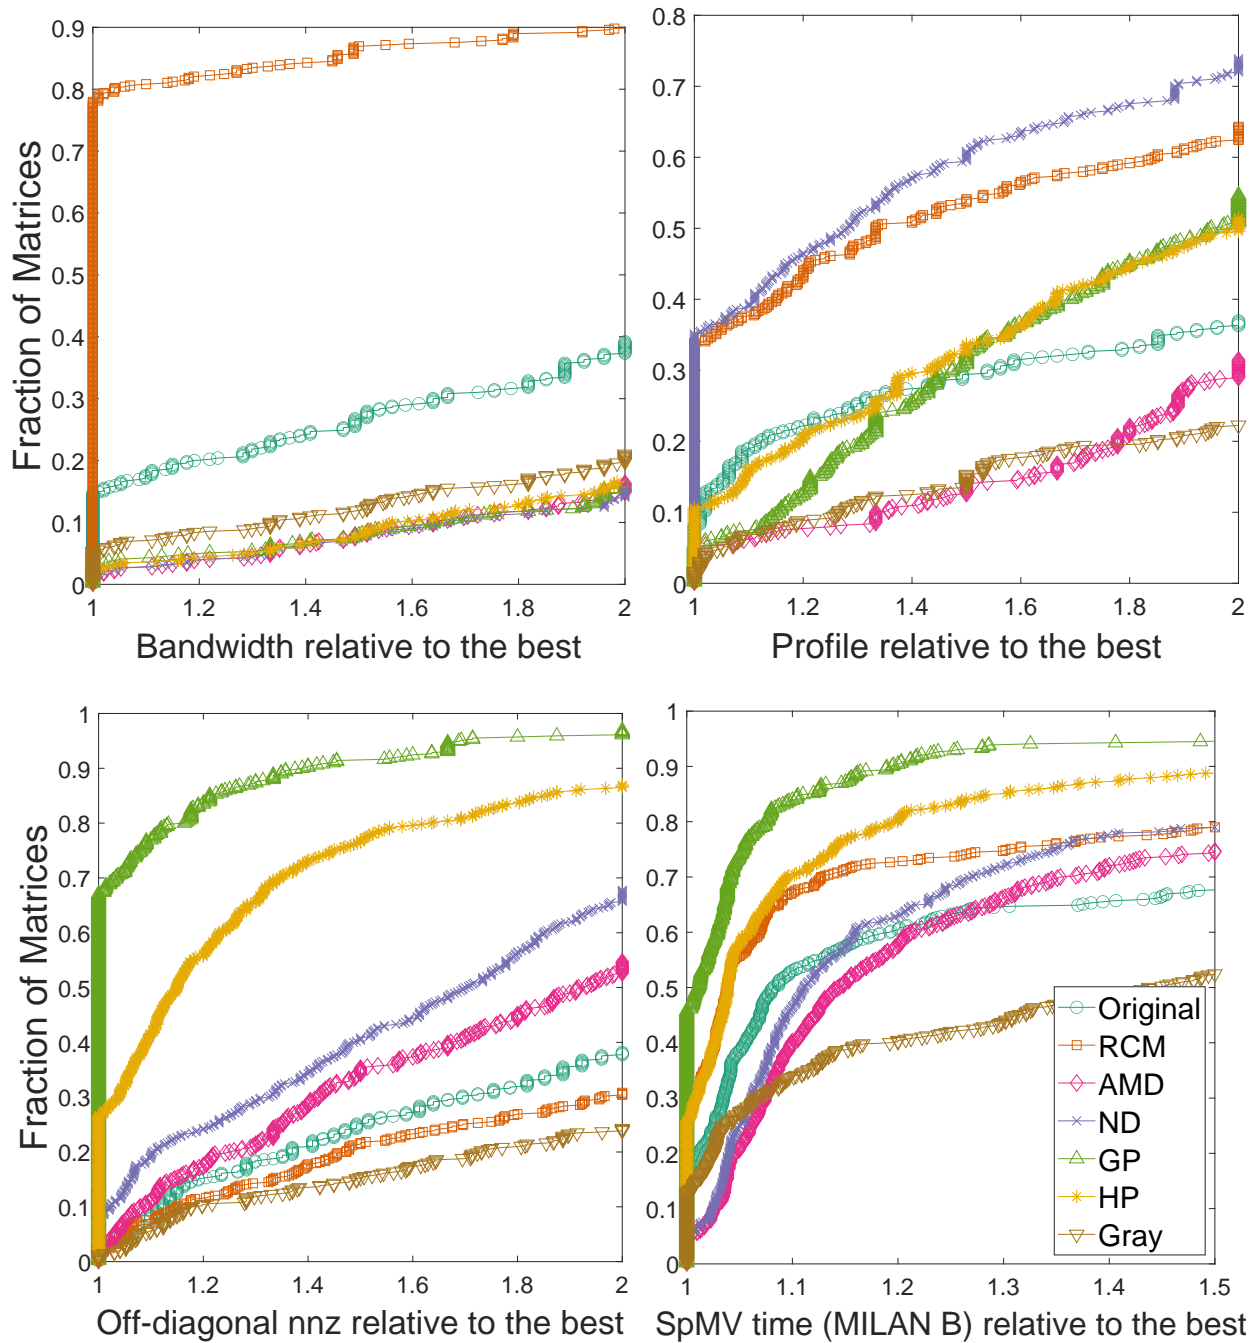 0.9
0.8
0.7
0.6
0.5
0.4
0.3
0.2
0.1
0
Fraction of Matrices
1 1.2 1.4 1.6 1.8 2
Bandwidth relative to the best
0.8
0.7
0.6
0.5
0.4
0.3
0.2
0.1
0
1 1.2 1.4 1.6 1.8 2
Profile relative to the best
1
0.9
0.8
0.7
0.6
0.5
0.4
0.3
0.2
0.1
0
Fraction of Matrices
1 1.2 1.4 1.6 1.8 2
Off-diagonal nnz relative to the best
1
0.9
0.8
0.7
0.6
0.5
0.4
0.3
0.2
0.1
0
Original
RCM
AMD
ND
GP
HP
Gray
1 1.1 1.2 1.3 1.4 1.5
SpMV time (MILAN B) relative to the best